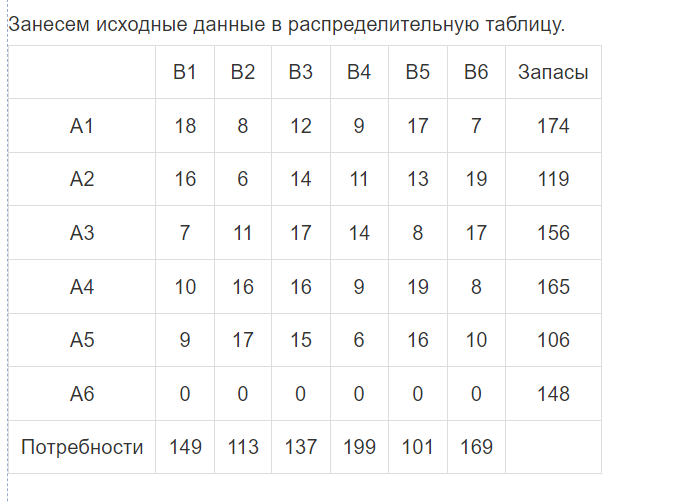 Занесем исходные данные в распределительную таблицу.
B1 B2 B3 B4 B5 B6 Запасы
A1 18 8 12 9 17 7 174
A2 16 6 14 11 13 19 119
A3 7 11 17 14 8 17 156
A4 10 16 16 9 19 8 165
A5 9 17 15 6 16 10 106
A6 0 0 0 0 0 0 148
Потребности 149 113 137 199 101 169